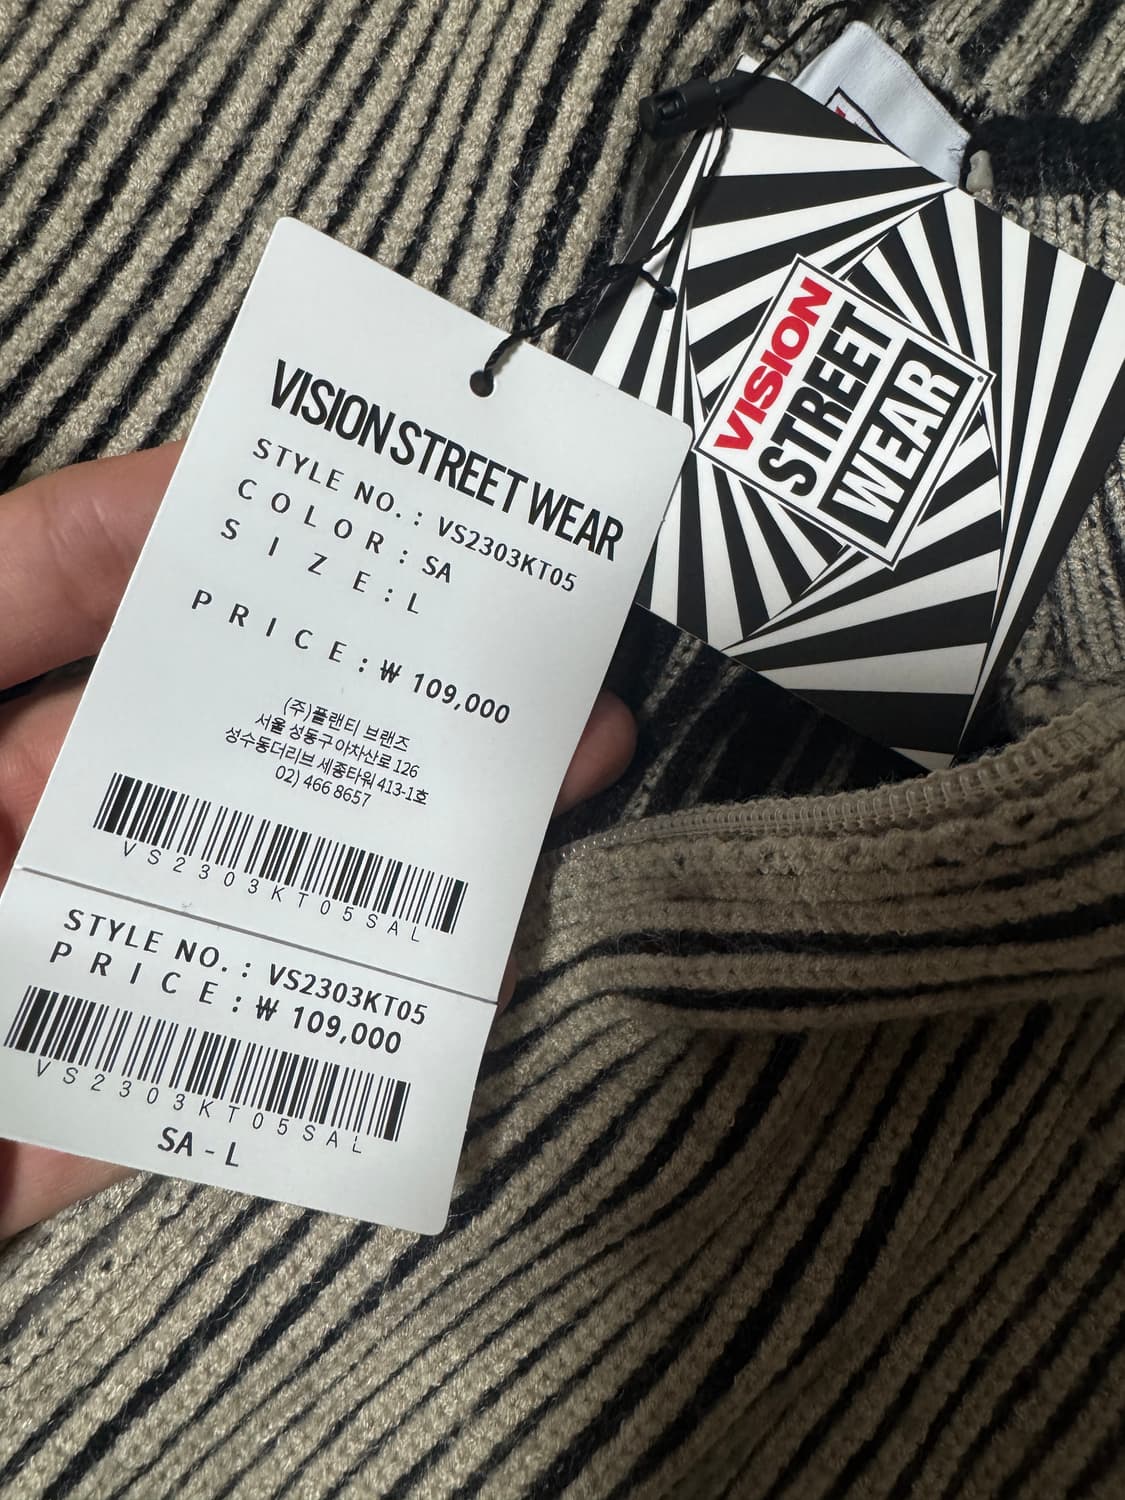 VISION STREET WEAR
STYLE NO. : VS2303KT05
COLOR : SA
SIZE : L
PRICE : ₩ 109,000
(주)플랜티 브랜즈
서울 성동구 아차산로 126
성수동더리브 세종타워 413-1호
02) 466 8657
VS2303KT05SAL
STYLE NO. : VS2303KT05
PRICE : ₩ 109,000
VS2303KT05SAL
SA - L
VISION
STREET
WEAR